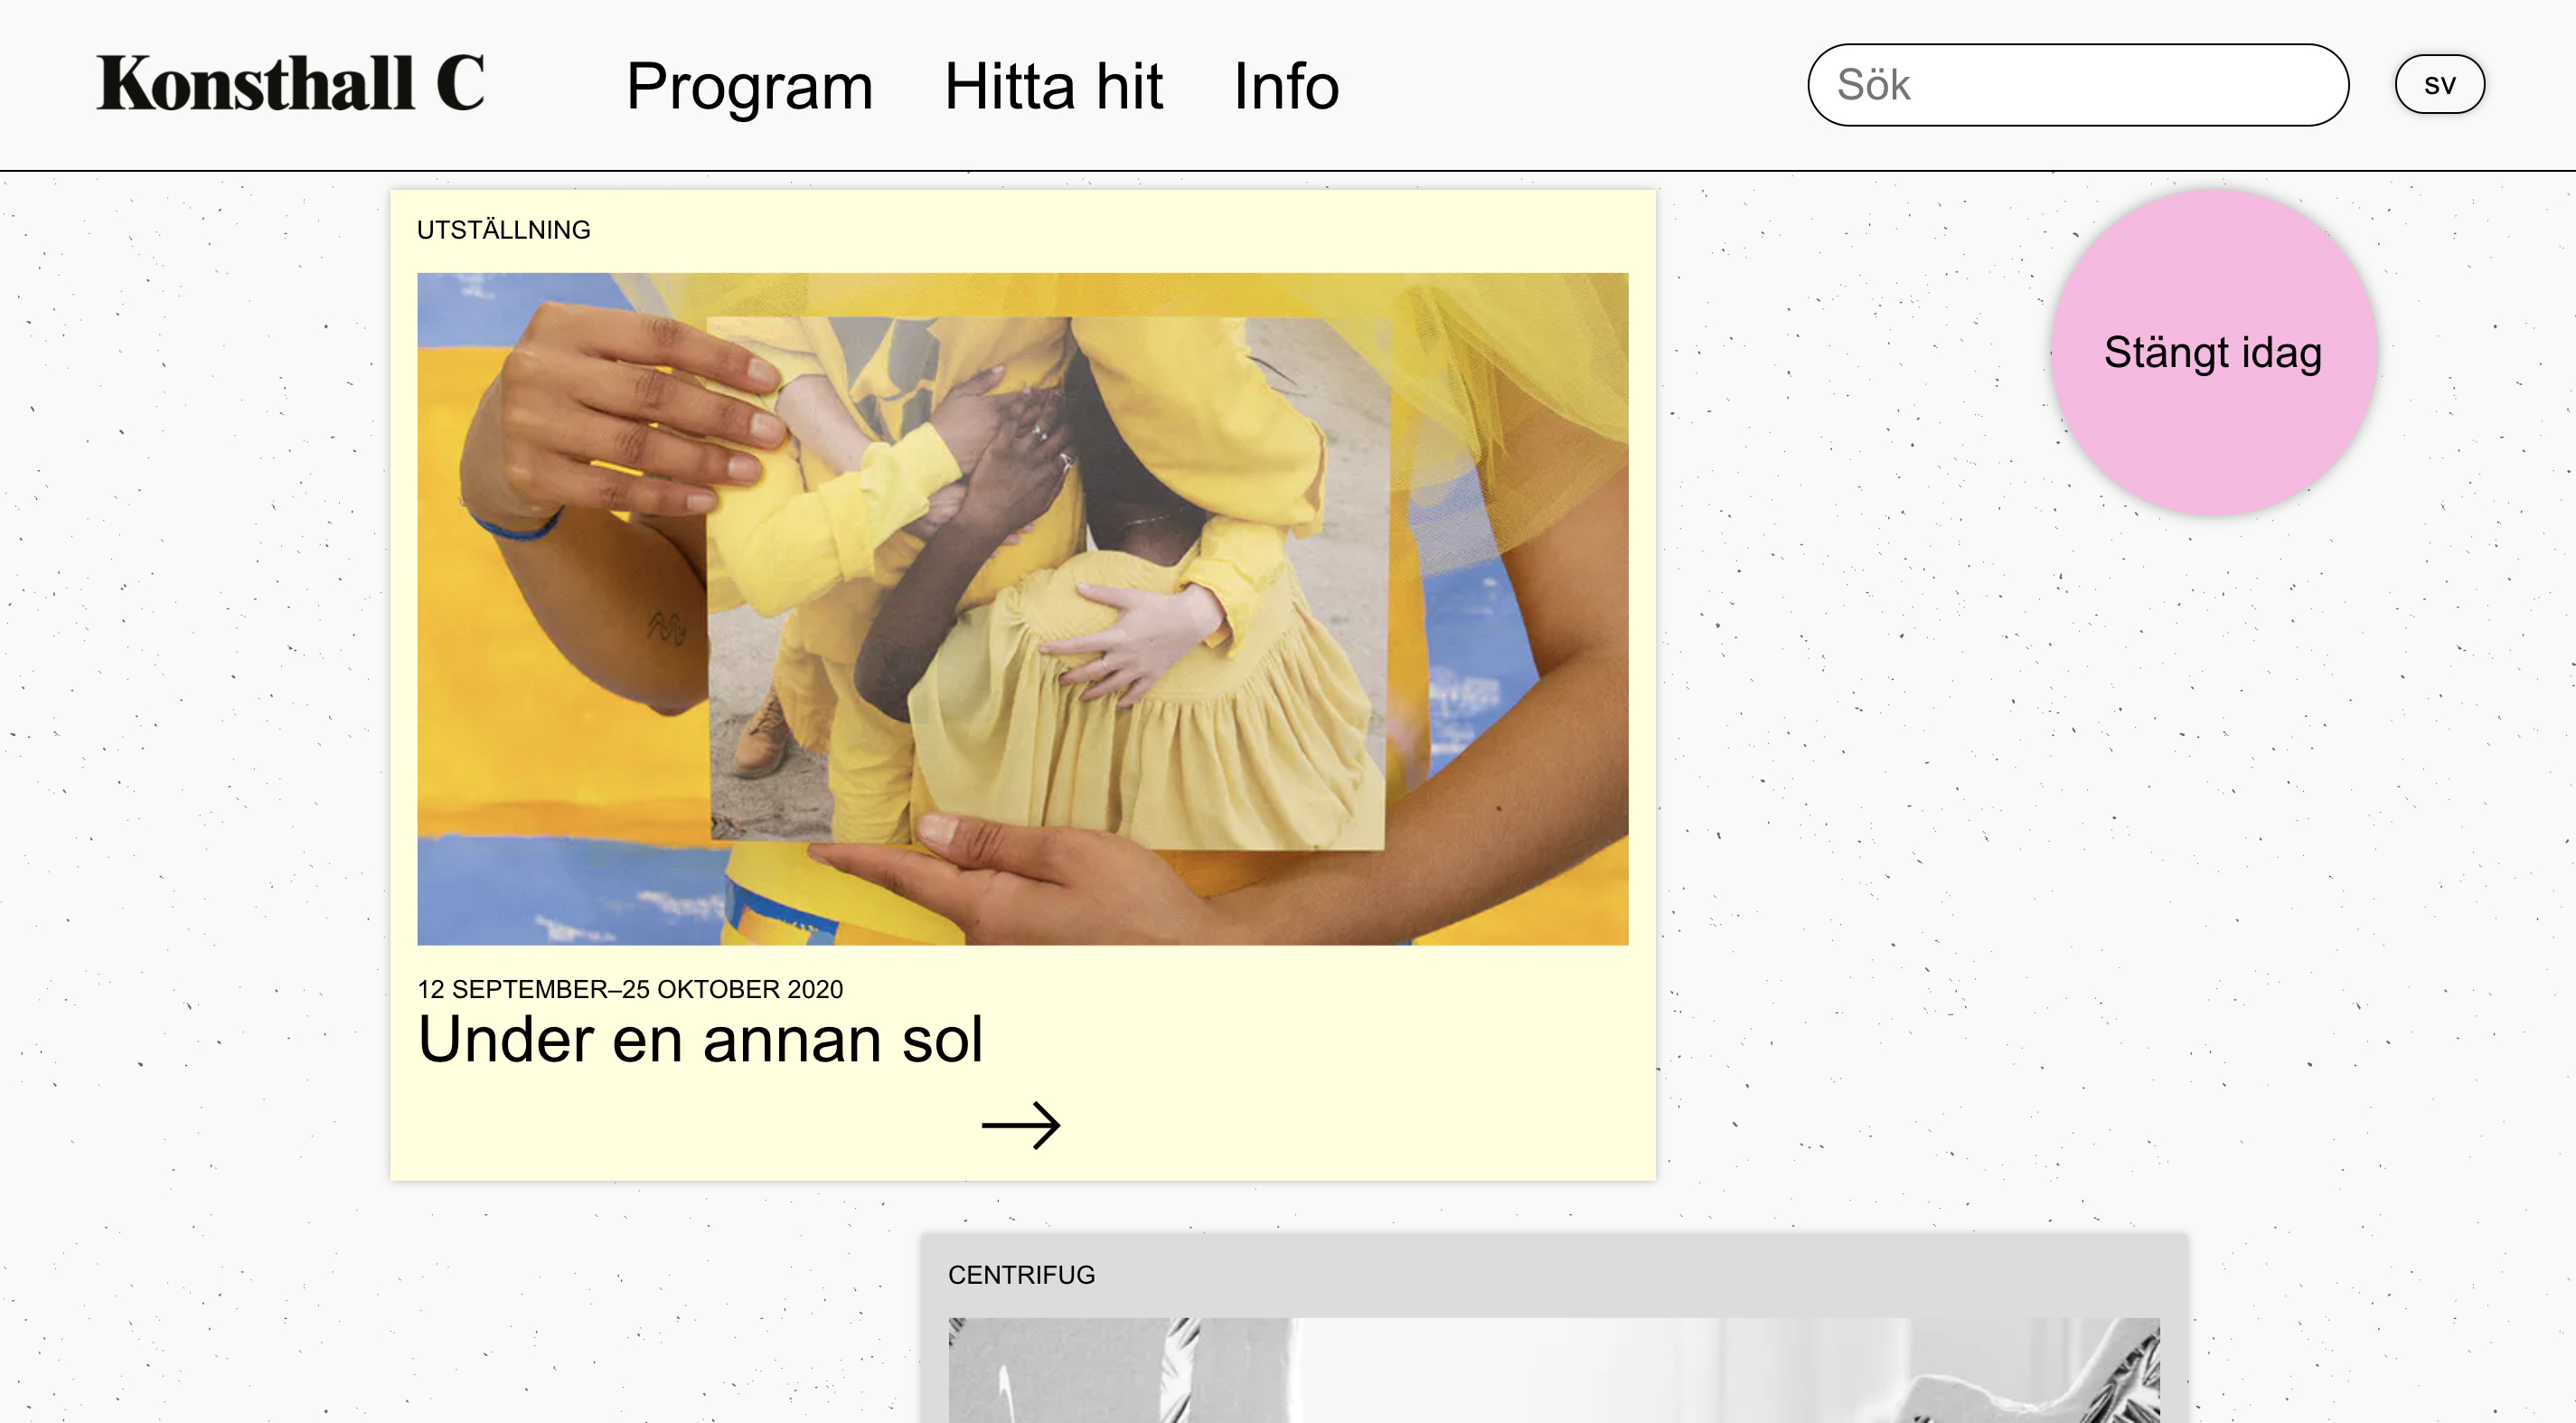 Konsthall C
Program
Hitta hit
Info
Sök
sv
UTSTÄLLNING
Stängt idag
12 SEPTEMBER–25 OKTOBER 2020
Under en annan sol
CENTRIFUG